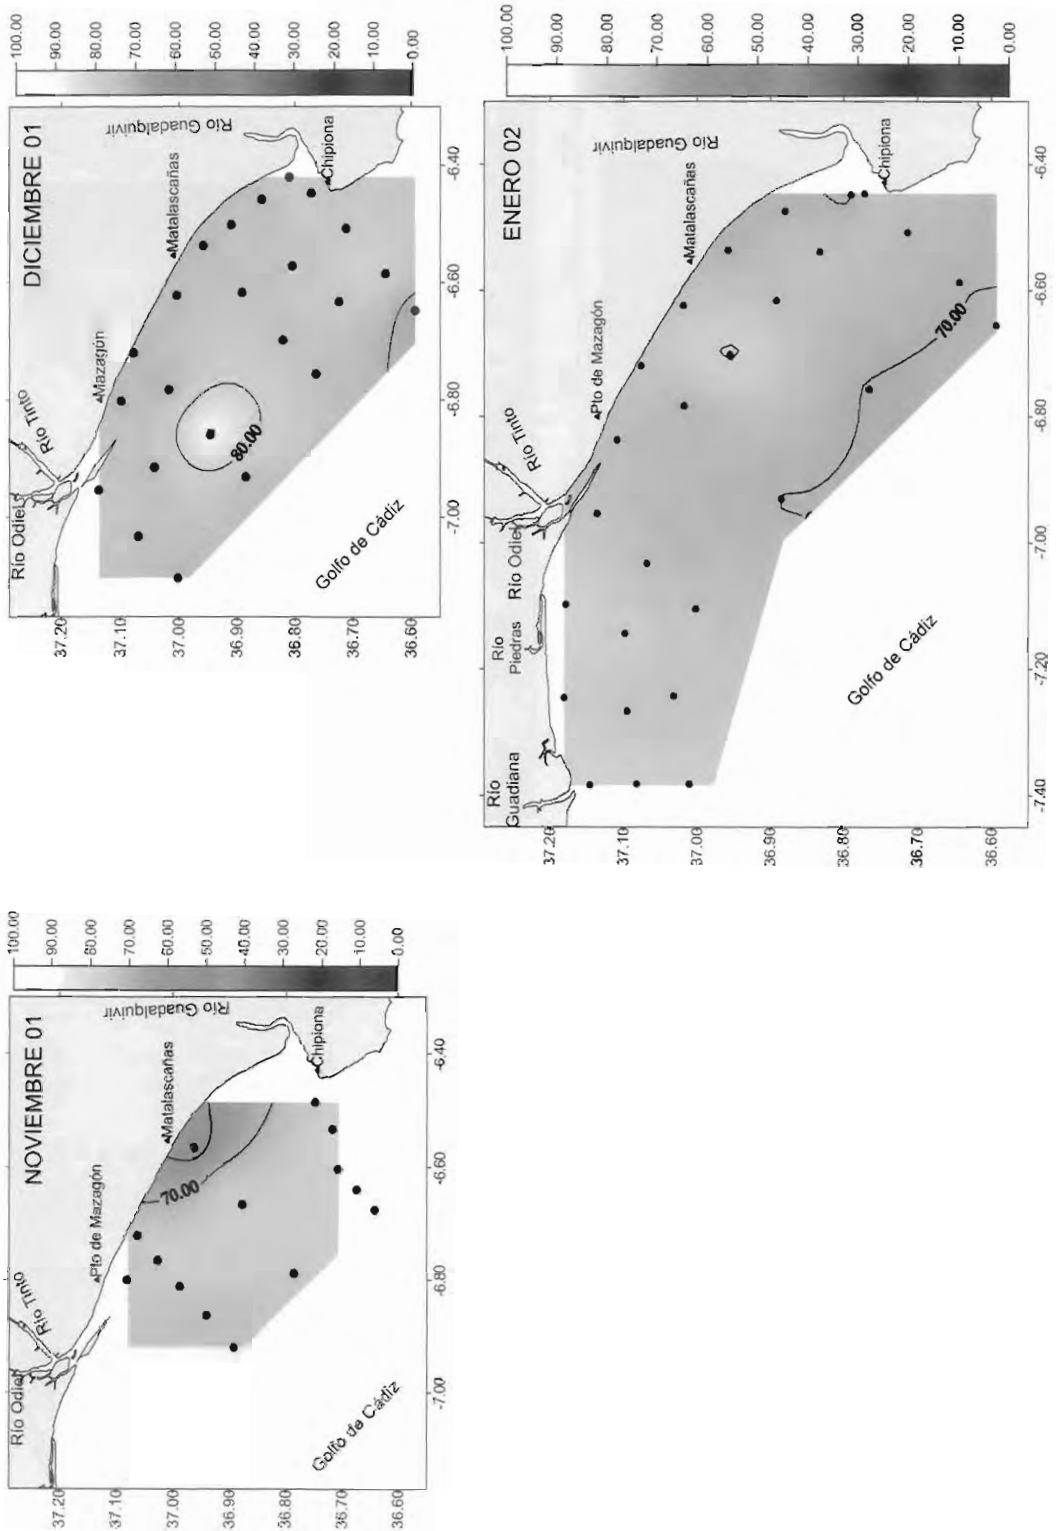 NOVIEMBRE 01
Río Odiel
Río Tinto
Pto de Mazagón
Matalascañas
Río Guadalquivir
Chipiona
Golfo de Cádiz
70.00
37.20
37.10
37.00
36.90
36.80
36.70
36.60
-7.00
-6.80
-6.60
-6.40
100.00
90.00
80.00
70.00
60.00
50.00
40.00
30.00
20.00
10.00
0.00
DICIEMBRE 01
Río Odiel
Río Tinto
Mazagón
Matalascañas
Río Guadalquivir
Chipiona
Golfo de Cádiz
80.00
37.20
37.10
37.00
36.90
36.80
36.70
36.60
-7.00
-6.80
-6.60
-6.40
100.00
90.00
80.00
70.00
60.00
50.00
40.00
30.00
20.00
10.00
0.00
ENERO 02
Río
Guadiana
Río
Piedras
Río Odiel
Río Tinto
Pto de Mazagón
Matalascañas
Río Guadalquivir
Chipiona
Golfo de Cádiz
70.00
37.20
37.10
37.00
36.90
36.80
36.70
36.60
-7.40
-7.20
-7.00
-6.80
-6.60
-6.40
100.00
90.00
80.00
70.00
60.00
50.00
40.00
30.00
20.00
10.00
0.00